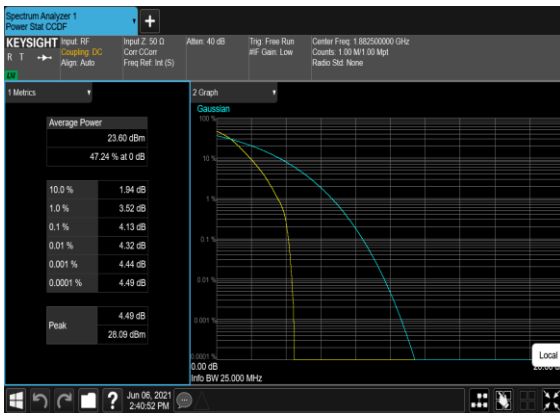 Spectrum Analyzer 1
Power Stat CCDF
+
KEYSIGHT
R T
LV
Input: RF
Coupling: DC
Align: Auto
Input Z: 50 Ω
Corr CCorr
Freq Ref: Int (S)
Atten: 40 dB
Trig: Free Run
#IF Gain: Low
Center Freq: 1.882500000 GHz
Counts: 1.00 M/1.00 Mpt
Radio Std: None
1 Metrics
Average Power
23.60 dBm
47.24 % at 0 dB
10.0 % 1.94 dB
1.0 % 3.52 dB
0.1 % 4.13 dB
0.01 % 4.32 dB
0.001 % 4.44 dB
0.0001 % 4.49 dB
Peak 4.49 dB
28.09 dBm
2 Graph
Gaussian
100 %
10 %
1 %
0.1 %
0.01 %
0.001 %
0.0001 %
0.00 dB
Info BW 25.000 MHz
Local
?
Jun 06, 2021
2:40:52 PM